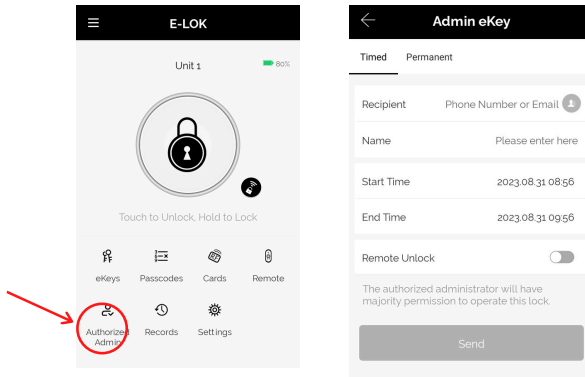 E-LOK
Unit 1
80%
Touch to Unlock, Hold to Lock
eKeys Passcodes Cards Remote
Authorized Admin Records Settings
Admin eKey
Timed Permanent
Recipient Phone Number or Email
Name Please enter here
Start Time 2023.08.31 08:56
End Time 2023.08.31 09:56
Remote Unlock
The authorized administrator will have
majority permission to operate this lock.
Send